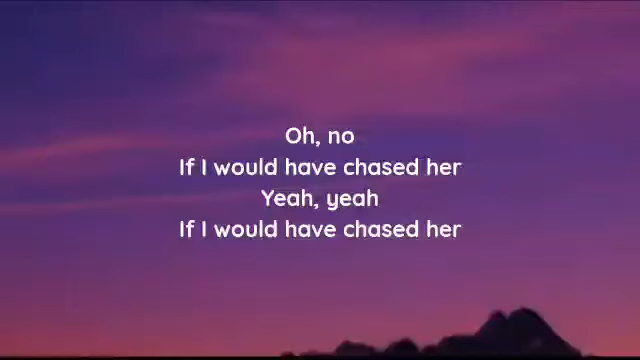 Oh, no
If I would have chased her
Yeah, yeah
If I would have chased her